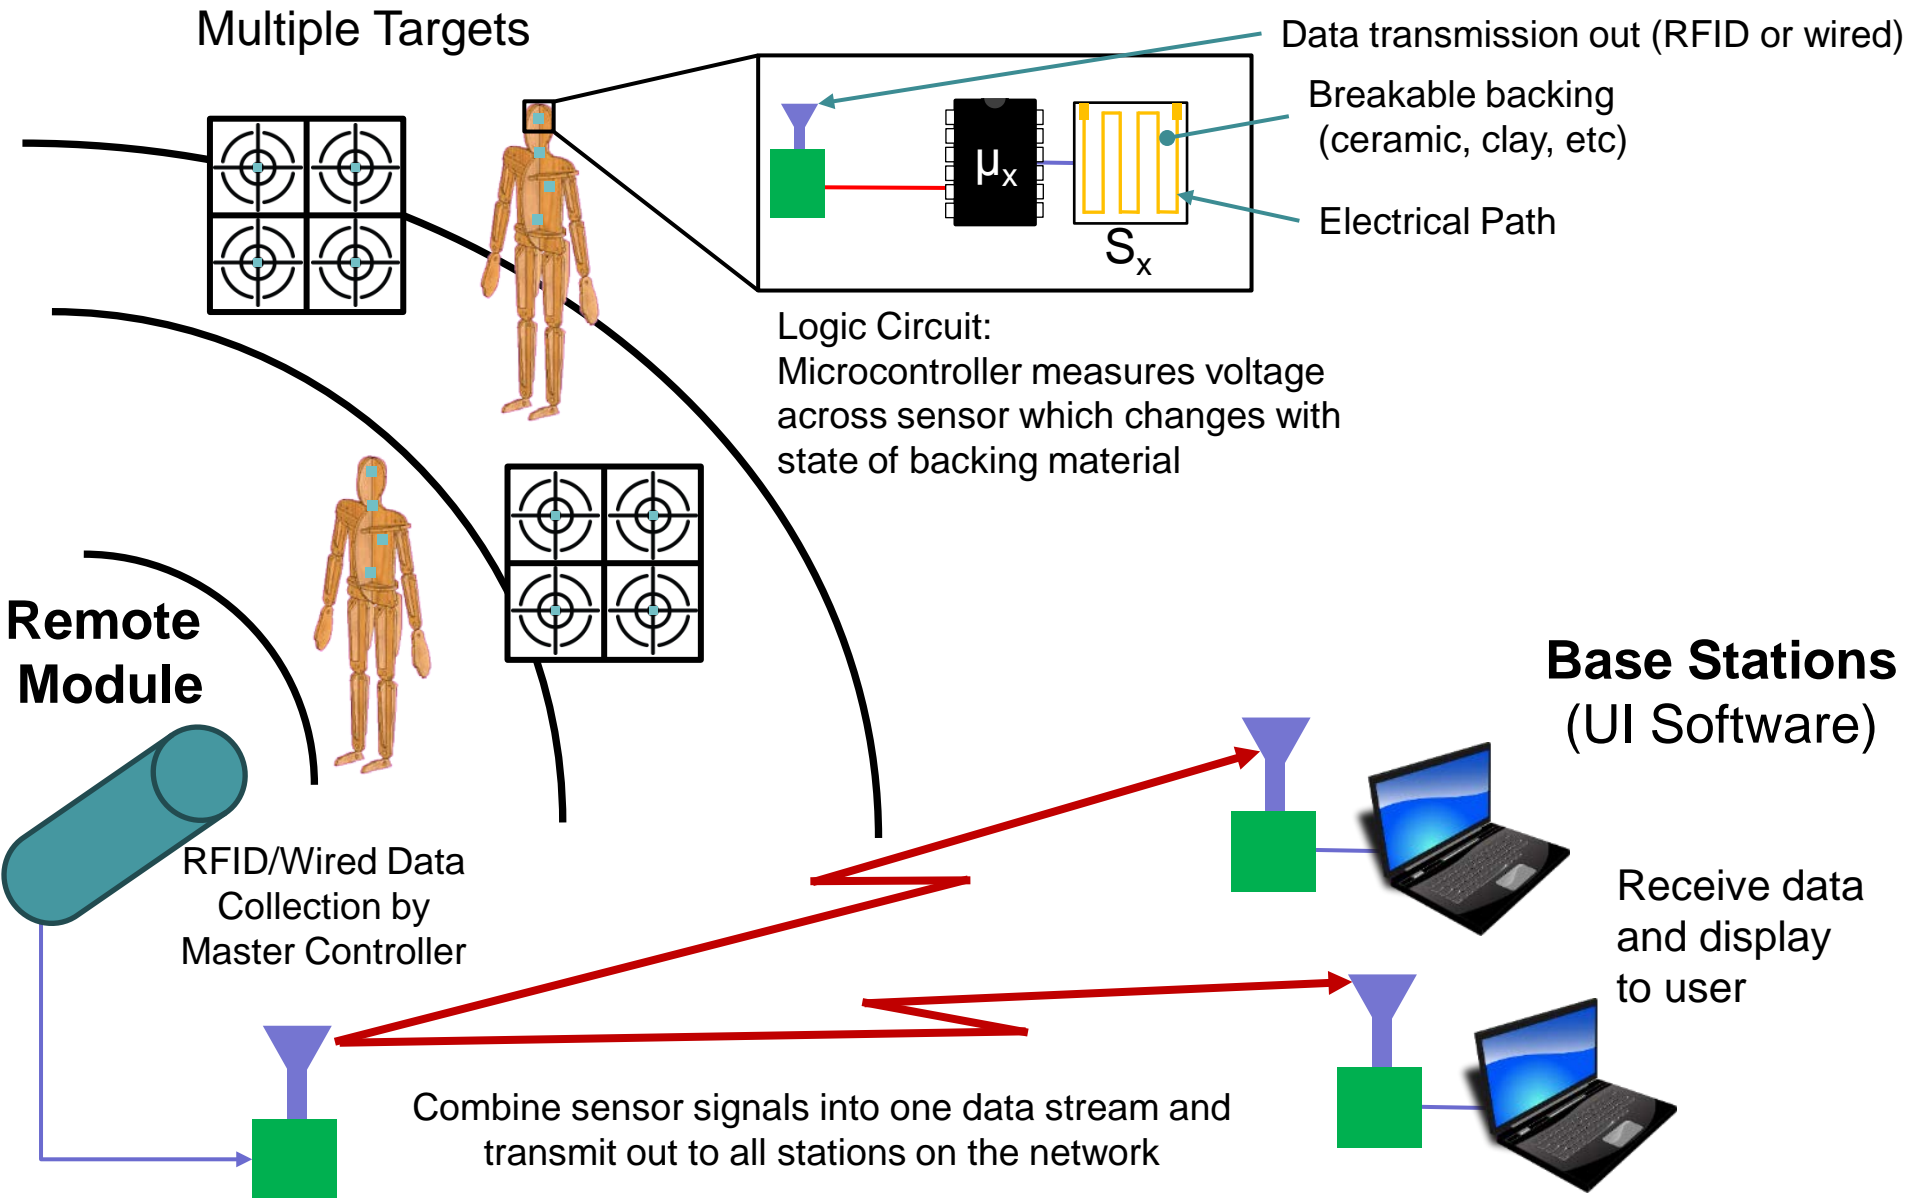 Multiple Targets
Data transmission out (RFID or wired)
Breakable backing
(ceramic, clay, etc)
Electrical Path
μx
Sx
Logic Circuit:
Microcontroller measures voltage
across sensor which changes with
state of backing material
Remote
Module
RFID/Wired Data
Collection by
Master Controller
Base Stations
(UI Software)
Receive data
and display
to user
Combine sensor signals into one data stream and
transmit out to all stations on the network